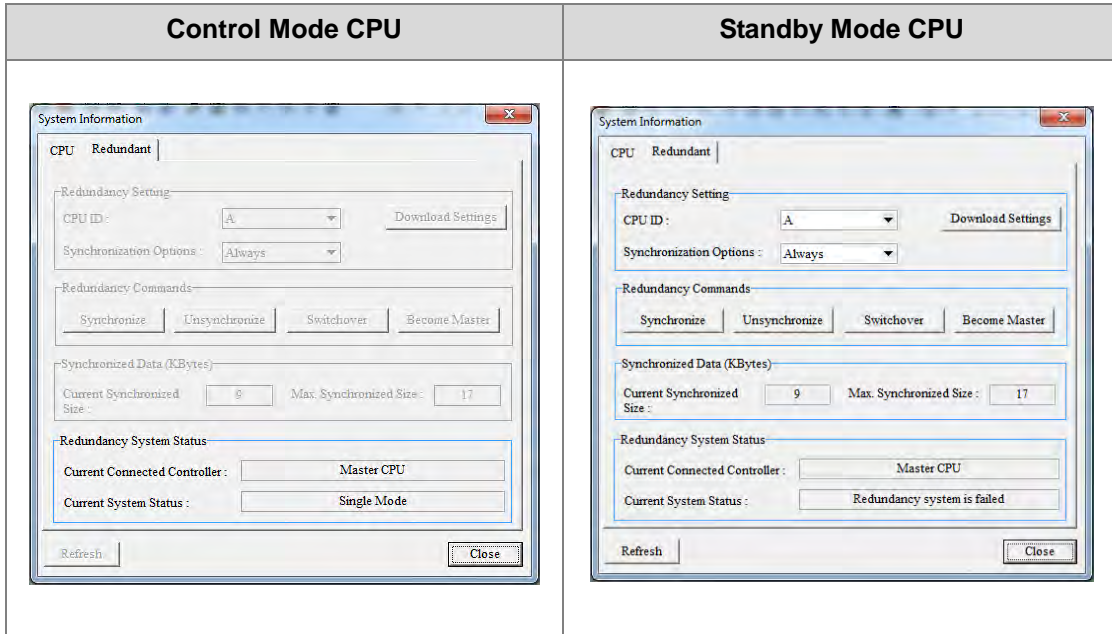 Control Mode CPU
Standby Mode CPU
System Information
CPU Redundant
Redundancy Setting
CPU ID : A Download Settings
Synchronization Options : Always
Redundancy Commands
Synchronize Unsynchronize Switchover Become Master
Synchronized Data (KBytes)
Current Synchronized Size : 9 Max. Synchronized Size : 17
Redundancy System Status
Current Connected Controller : Master CPU
Current System Status : Single Mode
Refresh Close
System Information
CPU Redundant
Redundancy Setting
CPU ID : A Download Settings
Synchronization Options : Always
Redundancy Commands
Synchronize Unsynchronize Switchover Become Master
Synchronized Data (KBytes)
Current Synchronized Size : 9 Max. Synchronized Size : 17
Redundancy System Status
Current Connected Controller : Master CPU
Current System Status : Redundancy system is failed
Refresh Close